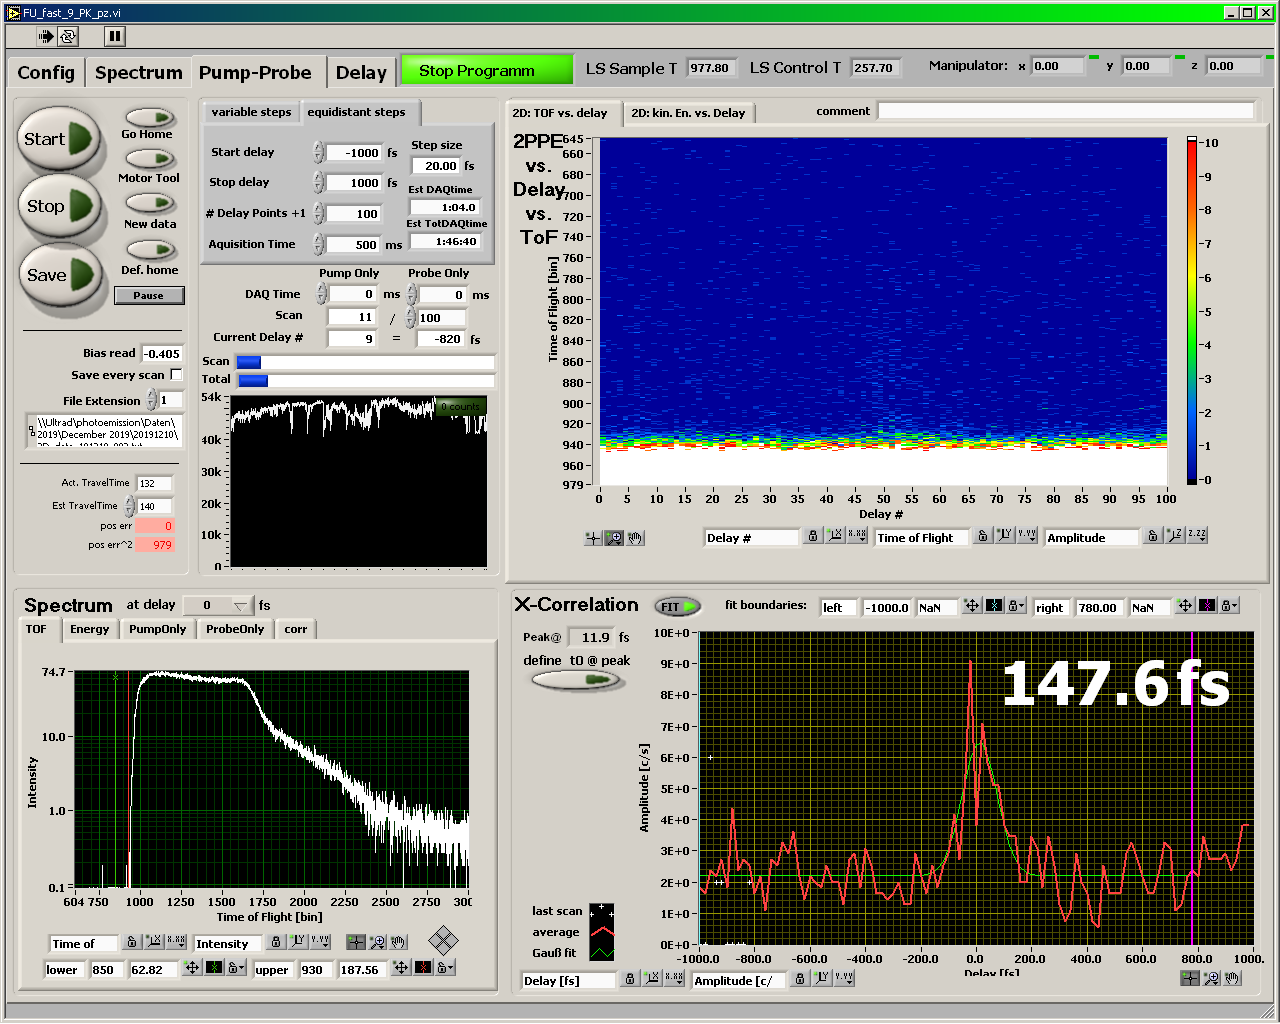 FU_fast_9_PK_pz.vi
Config
Spectrum
Pump-Probe
Delay
Stop Programm
LS Sample T 977.80
LS Control T 257.70
Manipulator: x 0.00 y 0.00 z 0.00
Start
Go Home
Motor Tool
Stop
New data
Save
Def. home
Pause
Bias read -0.405
Save every scan
File Extension 1
\\Ultrad\photoemission\Daten\
2019\December 2019\20191210\
Act. TravelTime 132
Est TravelTime 140
pos err 0
pos err^2 979
variable steps
equidistant steps
Start delay -1000 fs
Step size
20.00 fs
Stop delay 1000 fs
Est DAQtime
1:04.0
# Delay Points +1 100
Est TotDAQtime
1:46:40
Aquisition Time 500 ms
Pump Only
Probe Only
DAQ Time 0 ms 0 ms
Scan 11 / 100
Current Delay # 9 = -820 fs
Scan
Total
0 counts
54k
40k
30k
20k
10k
0
2D: TOF vs. delay
2D: kin. En. vs. Delay
comment
2PPE
vs.
Delay
vs.
ToF
Time of Flight [bin]
645
660
680
700
720
740
760
780
800
820
840
860
880
900
920
940
960
979
0 5 10 15 20 25 30 35 40 45 50 55 60 65 70 75 80 85 90 95 100
Delay #
10
9
8
7
6
5
4
3
2
1
0
Delay #
Time of Flight
Amplitude
Spectrum
at delay 0 fs
TOF
Energy
PumpOnly
ProbeOnly
corr
Intensity
74.7
10.0
1.0
0.1
604 750 1000 1250 1500 1750 2000 2250 2500 2750 300
Time of Flight [bin]
Time of
Intensity
lower 850 62.82
upper 930 187.56
X-Correlation
FIT
fit boundaries: left -1000.0 NaN
right 780.00 NaN
Peak@ 11.9 fs
define t0 @ peak
147.6 fs
Amplitude [c/s]
10E+0
9E+0
8E+0
7E+0
6E+0
5E+0
4E+0
3E+0
2E+0
1E+0
0E+0
-1000.0 -800.0 -600.0 -400.0 -200.0 0.0 200.0 400.0 600.0 800.0 1000.
Delay [fs]
last scan
average
Gauß fit
Delay [fs]
Amplitude [c/